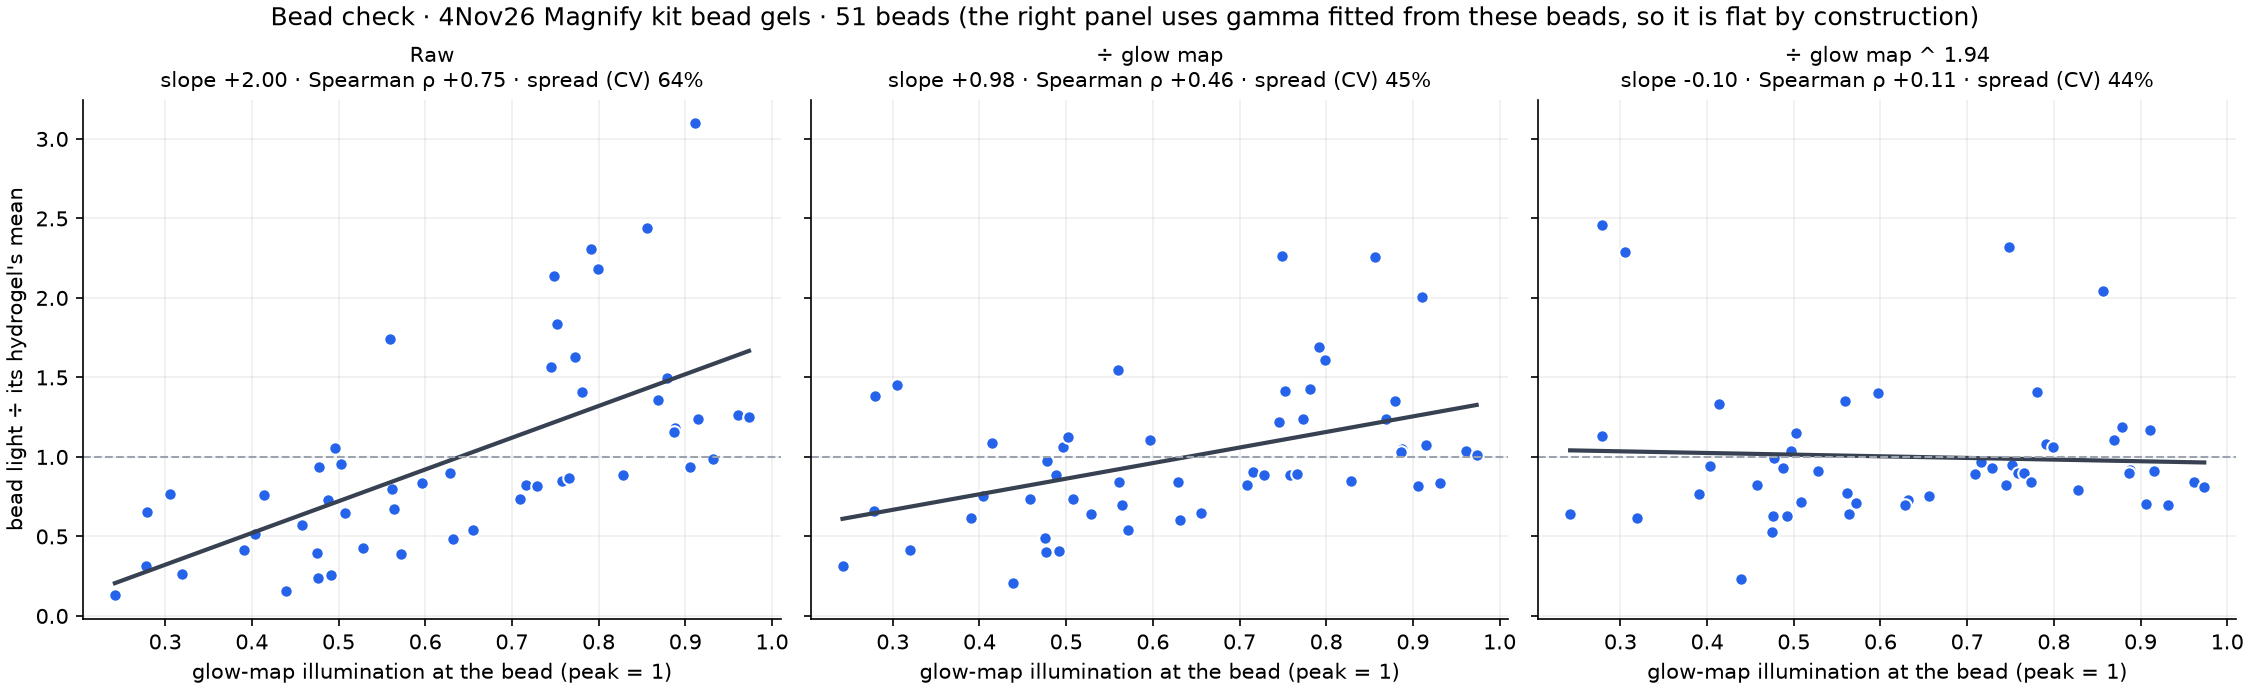 Bead check · 4Nov26 Magnify kit bead gels · 51 beads (the right panel uses gamma fitted from these beads, so it is flat by construction)
Raw
slope +2.00 · Spearman ρ +0.75 · spread (CV) 64%
÷ glow map
slope +0.98 · Spearman ρ +0.46 · spread (CV) 45%
÷ glow map ^ 1.94
slope -0.10 · Spearman ρ +0.11 · spread (CV) 44%
bead light ÷ its hydrogel's mean
3.0
2.5
2.0
1.5
1.0
0.5
0.0
0.3 0.4 0.5 0.6 0.7 0.8 0.9 1.0
glow-map illumination at the bead (peak = 1)
0.3 0.4 0.5 0.6 0.7 0.8 0.9 1.0
glow-map illumination at the bead (peak = 1)
0.3 0.4 0.5 0.6 0.7 0.8 0.9 1.0
glow-map illumination at the bead (peak = 1)